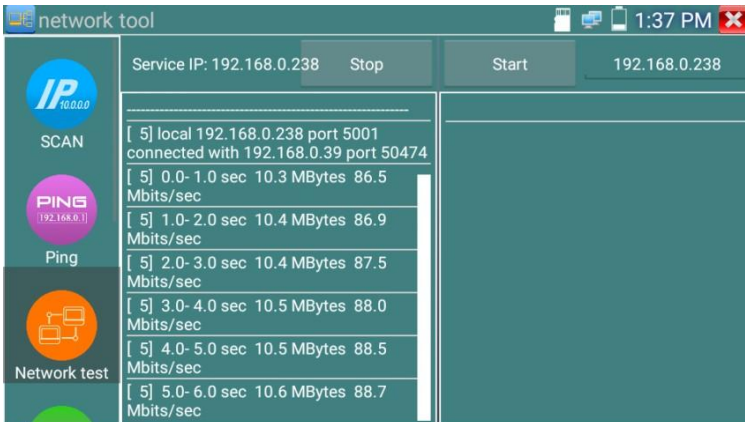 network tool
1:37 PM
Service IP: 192.168.0.238
Stop
Start
192.168.0.238
IP
10.0.0.0
SCAN
PING
192.168.0.1
Ping
Network test
[ 5] local 192.168.0.238 port 5001
connected with 192.168.0.39 port 50474
[ 5] 0.0- 1.0 sec 10.3 MBytes 86.5
Mbits/sec
[ 5] 1.0- 2.0 sec 10.4 MBytes 86.9
Mbits/sec
[ 5] 2.0- 3.0 sec 10.4 MBytes 87.5
Mbits/sec
[ 5] 3.0- 4.0 sec 10.5 MBytes 88.0
Mbits/sec
[ 5] 4.0- 5.0 sec 10.5 MBytes 88.5
Mbits/sec
[ 5] 5.0- 6.0 sec 10.6 MBytes 88.7
Mbits/sec